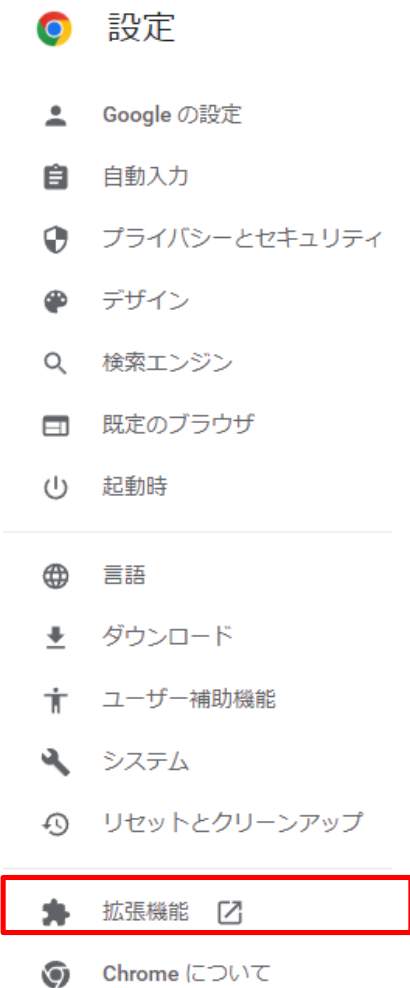 設定
Google の設定
自動入力
プライバシーとセキュリティ
デザイン
検索エンジン
既定のブラウザ
起動時
言語
ダウンロード
ユーザー補助機能
システム
リセットとクリーンアップ
拡張機能
Chrome について